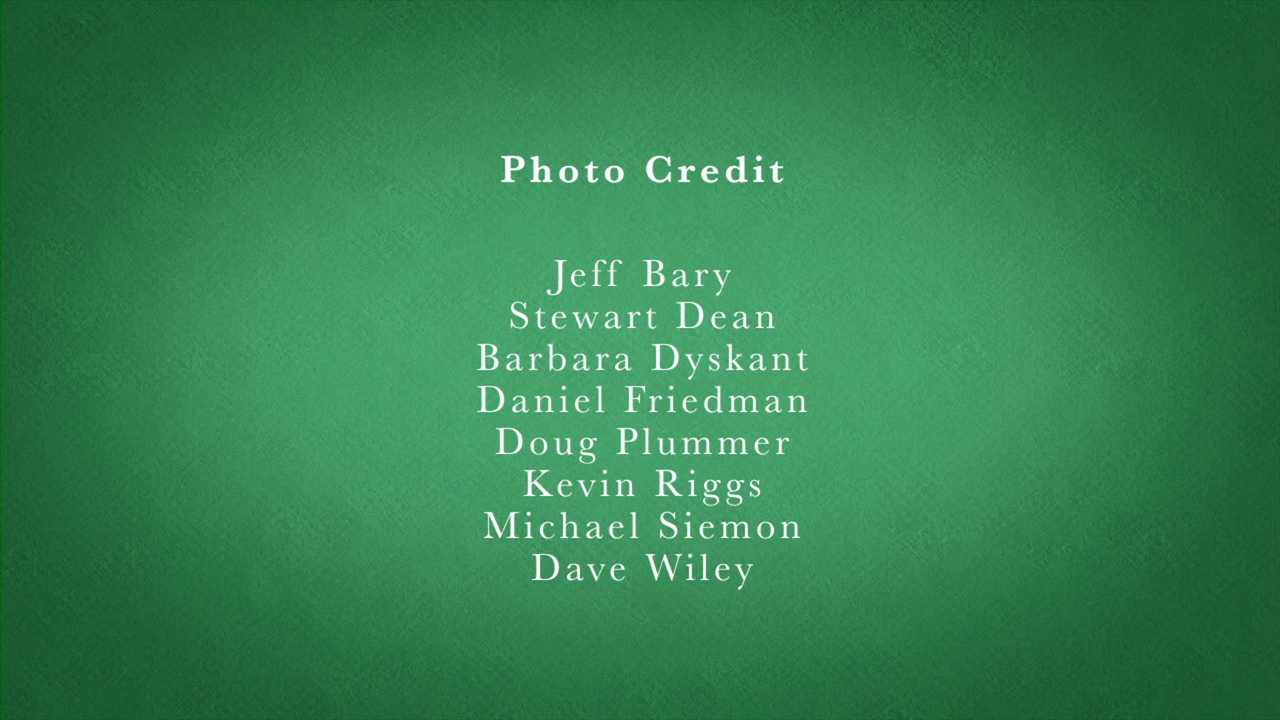 Photo Credit
Jeff Bary
Stewart Dean
Barbara Dyskant
Daniel Friedman
Doug Plummer
Kevin Riggs
Michael Siemon
Dave Wiley